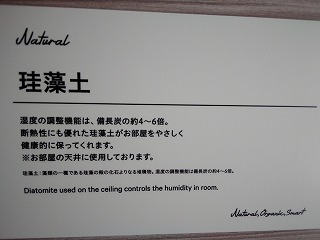 Natural
珪藻土
湿度の調整機能は、備長炭の約4〜6倍。
断熱性にも優れた珪藻土がお部屋をやさしく
健康的に保ってくれます。
※お部屋の天井に使用しております。
珪藻土：藻類の一種である珪藻の殻の化石よりなる堆積物。湿度の調整機能は備長炭の約4〜6倍。
Diatomite used on the ceiling controls the humidity in room.
Natural, Organic, Smart